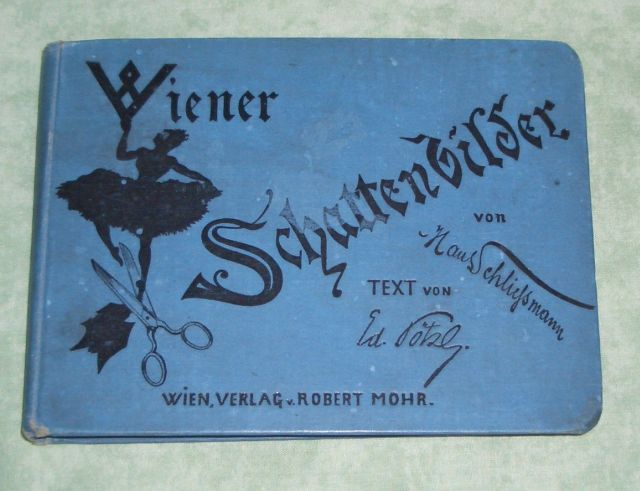 Wiener
Schattenbilder
von
Hans Schließmann
TEXT VON
Ed. Pötzl.
WIEN, VERLAG v. ROBERT MOHR.